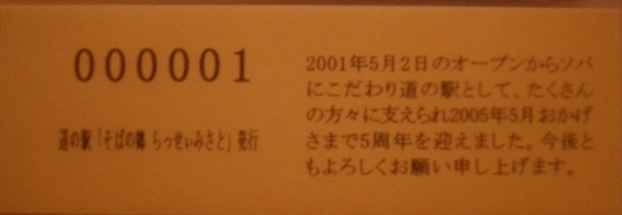 000001
道の駅「そばの郷 らっせぃみさと」発行
2001年5月2日のオープンからソバ
にこだわり道の駅として、たくさん
の方々に支えられ2005年5月おかげ
さまで5周年を迎えました。今後と
もよろしくお願い申し上げます。